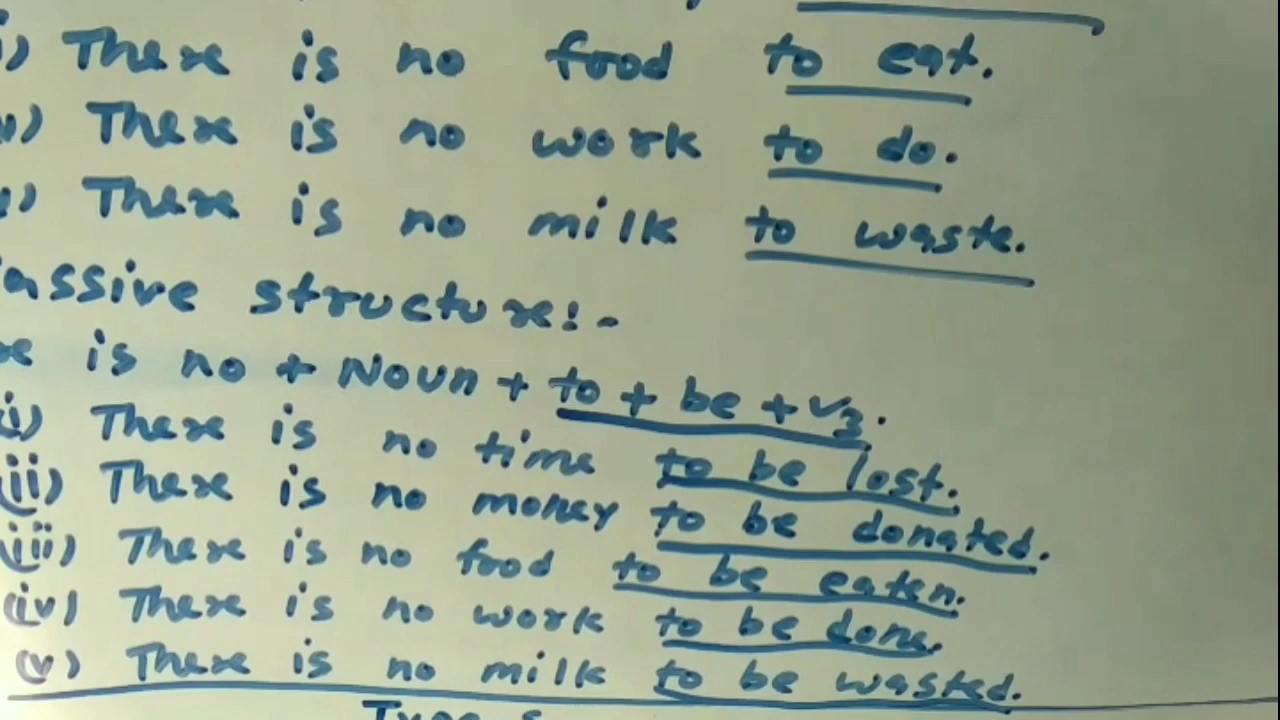 i) There is no food to eat.
v) There is no work to do.
v) There is no milk to waste.
assive structure:-
re is no + Noun + to + be + V3.
(i) There is no time to be lost.
(ii) There is no money to be donated.
(iii) There is no food to be eaten.
(iv) There is no work to be done.
(v) There is no milk to be wasted.